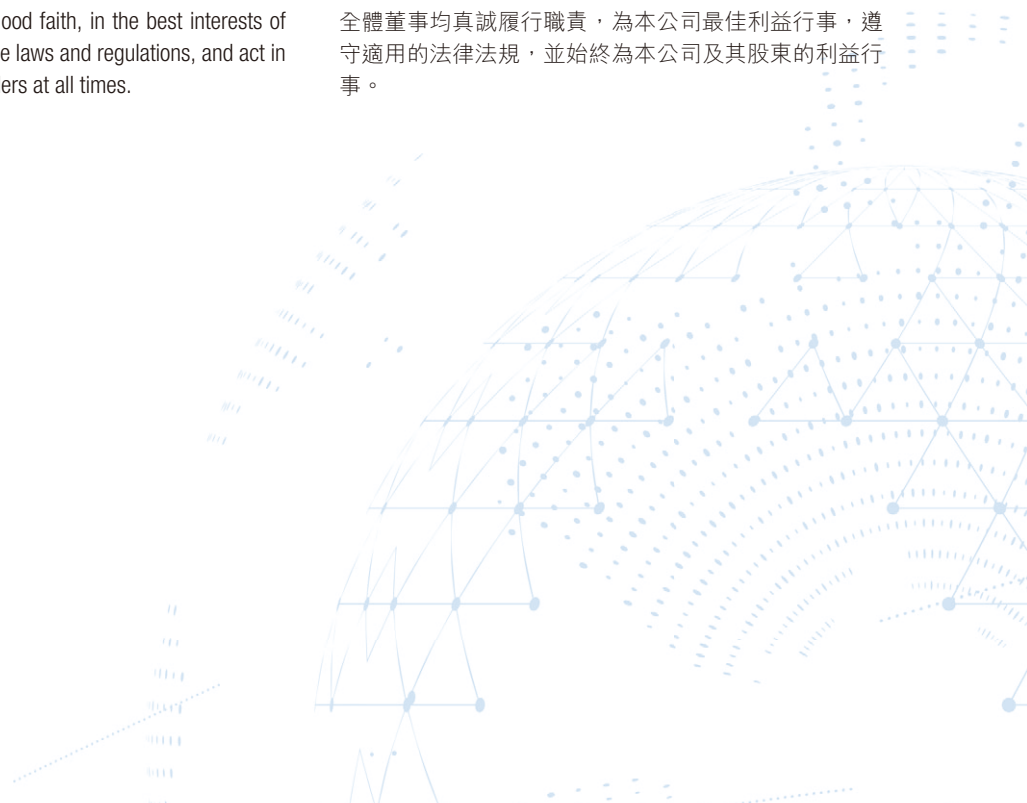 ood faith, in the best interests of
e laws and regulations, and act in
ers at all times.
全體董事均真誠履行職責，為本公司最佳利益行事，遵
守適用的法律法規，並始終為本公司及其股東的利益行
事。